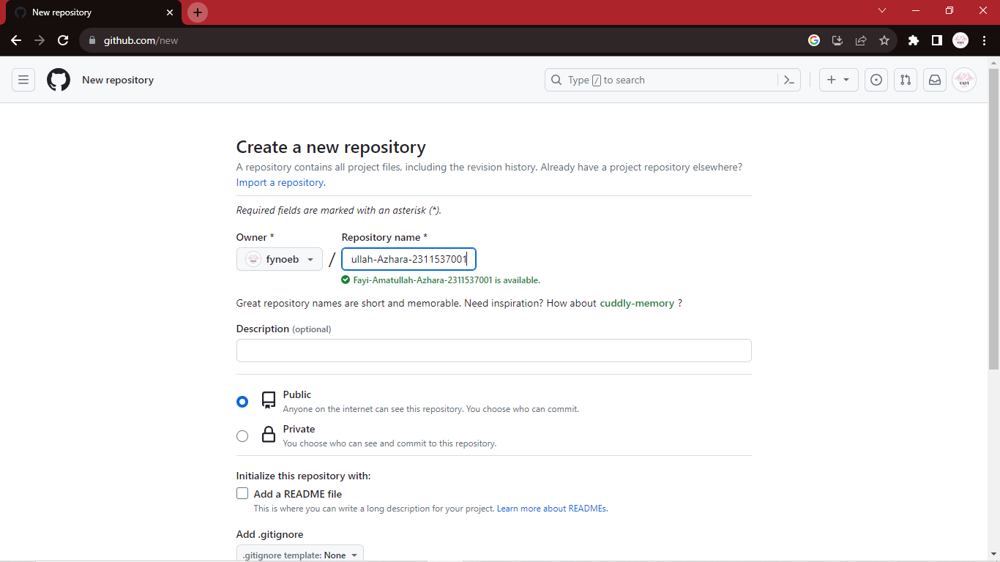 New repository
github.com/new
New repository
Type / to search
Create a new repository
A repository contains all project files, including the revision history. Already have a project repository elsewhere?
Import a repository.
Required fields are marked with an asterisk (*).
Owner * Repository name *
fynoeb / ullah-Azhara-2311537001
Fayi-Amatullah-Azhara-2311537001 is available.
Great repository names are short and memorable. Need inspiration? How about cuddly-memory ?
Description (optional)
Public
Anyone on the internet can see this repository. You choose who can commit.
Private
You choose who can see and commit to this repository.
Initialize this repository with:
Add a README file
This is where you can write a long description for your project. Learn more about READMEs.
Add .gitignore
.gitignore template: None